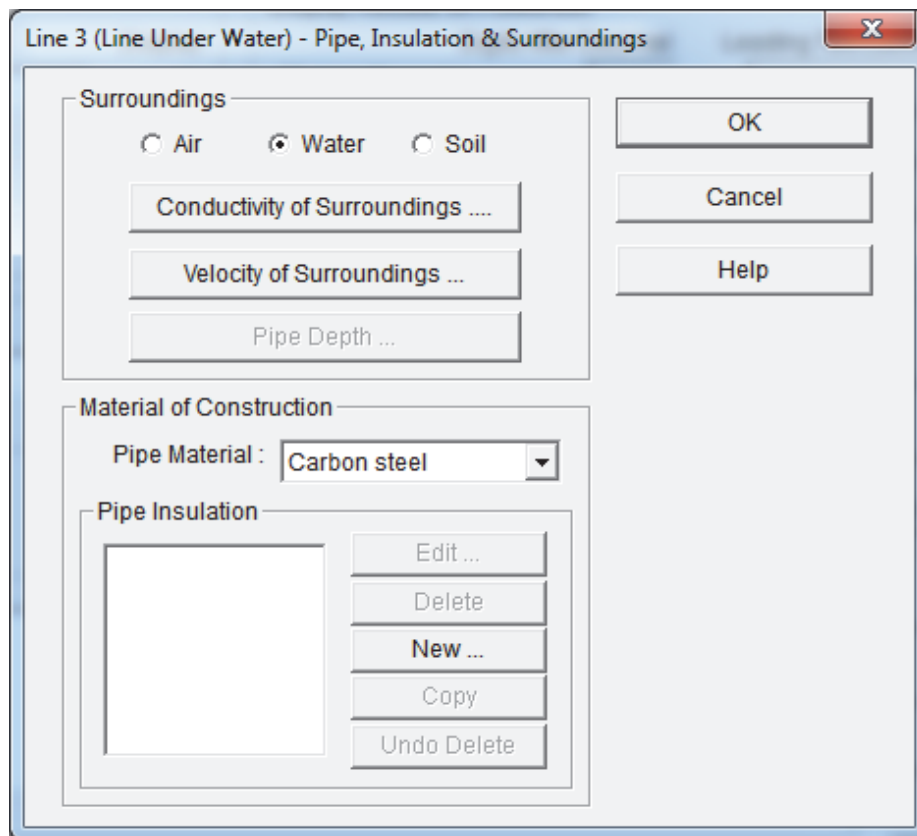 Line 3 (Line Under Water) - Pipe, Insulation & Surroundings
Surroundings
Air Water Soil
Conductivity of Surroundings ....
Velocity of Surroundings ...
Pipe Depth ...
OK
Cancel
Help
Material of Construction
Pipe Material : Carbon steel
Pipe Insulation
Edit ...
Delete
New ...
Copy
Undo Delete